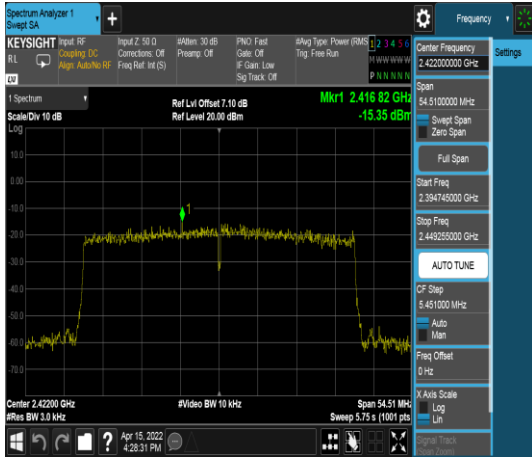 Spectrum Analyzer 1
Swept SA
+
Frequency
KEYSIGHT
RL
Input: RF
Coupling: DC
Align: Auto/No RF
Input Z: 50 Ω
Corrections: Off
Freq Ref: Int (S)
#Atten: 30 dB
Preamp: Off
PNO: Fast
Gate: Off
IF Gain: Low
Sig Track: Off
#Avg Type: Power (RMS
Trig: Free Run
1 2 3 4 5 6
M W W W W W
P N N N N N
LXI
1 Spectrum
Scale/Div 10 dB
Log
Ref Lvl Offset 7.10 dB
Ref Level 20.00 dBm
Mkr1 2.416 82 GHz
-15.35 dBm
10.0
0.00
-10.0
-20.0
-30.0
-40.0
-50.0
-60.0
-70.0
1
Center 2.42200 GHz
#Res BW 3.0 kHz
#Video BW 10 kHz
Span 54.51 MHz
Sweep 5.75 s (1001 pts)
Apr 15, 2022
4:28:31 PM
Center Frequency
2.422000000 GHz
Settings
Span
54.5100000 MHz
Swept Span
Zero Span
Full Span
Start Freq
2.394745000 GHz
Stop Freq
2.449255000 GHz
AUTO TUNE
CF Step
5.451000 MHz
Auto
Man
Freq Offset
0 Hz
X Axis Scale
Log
Lin
Signal Track
(Span Zoom)